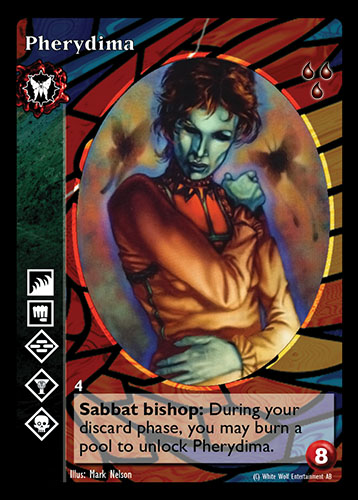 Pherydima
4
Sabbat bishop: During your
discard phase, you may burn a
pool to unlock Pherydima.
8
Illus: Mark Nelson
(C) White Wolf Entertainment AB